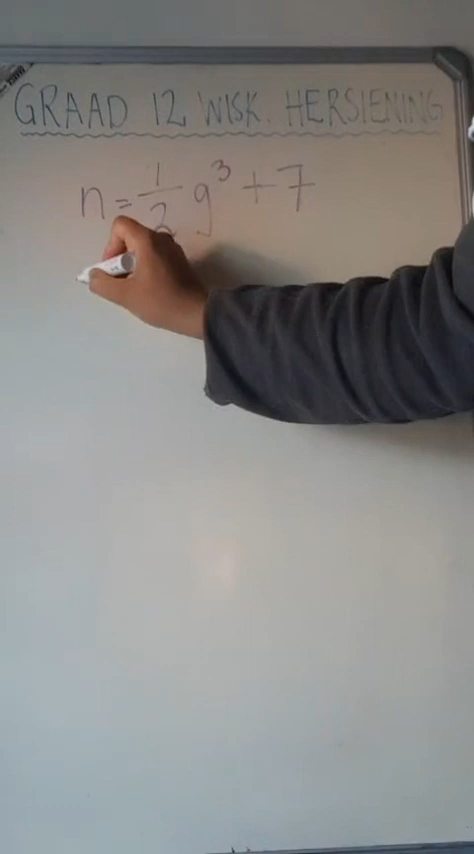 GRAAD 12 WISK. HERSIENING
n = 1/2 g³ + 7